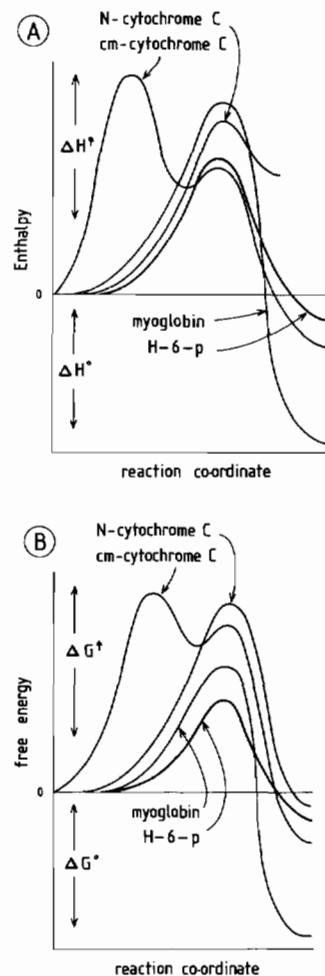 A
N-cytochrome C
cm-cytochrome C
ΔH‡
Enthalpy
0
myoglobin
H-6-p
ΔH°
reaction co-ordinate
B
N-cytochrome C
cm-cytochrome C
ΔG‡
free energy
0
myoglobin
H-6-p
ΔG°
reaction co-ordinate